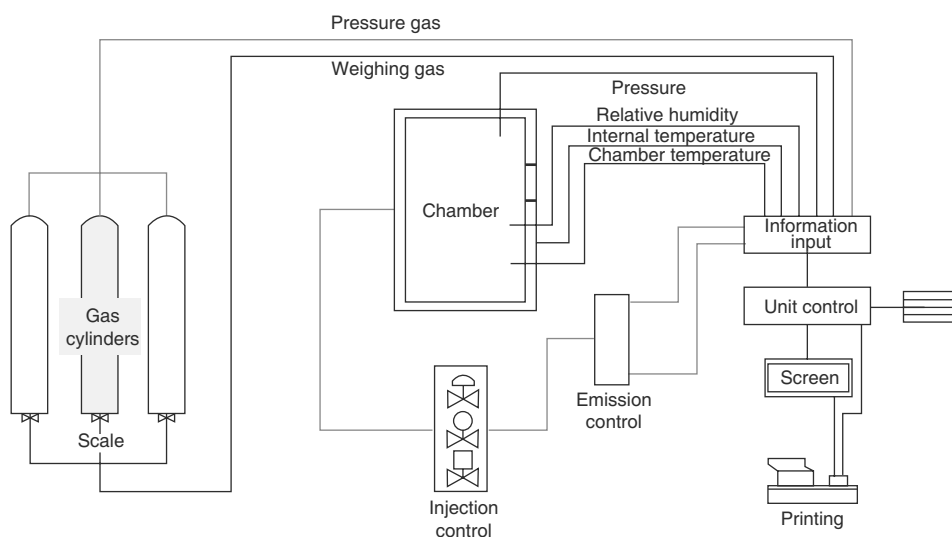 Pressure gas
Weighing gas
Pressure
Relative humidity
Internal temperature
Chamber temperature
Chamber
Information
input
Gas
cylinders
Unit control
Screen
Emission
control
Scale
Injection
control
Printing